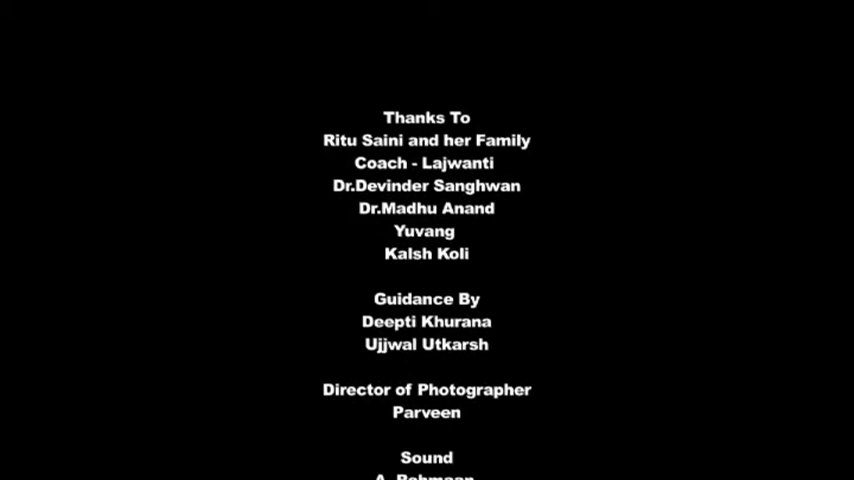 Thanks To
Ritu Saini and her Family
Coach - Lajwanti
Dr.Devinder Sanghwan
Dr.Madhu Anand
Yuvang
Kalsh Koli
Guidance By
Deepti Khurana
Ujjwal Utkarsh
Director of Photographer
Parveen
Sound
A. Rehmaan